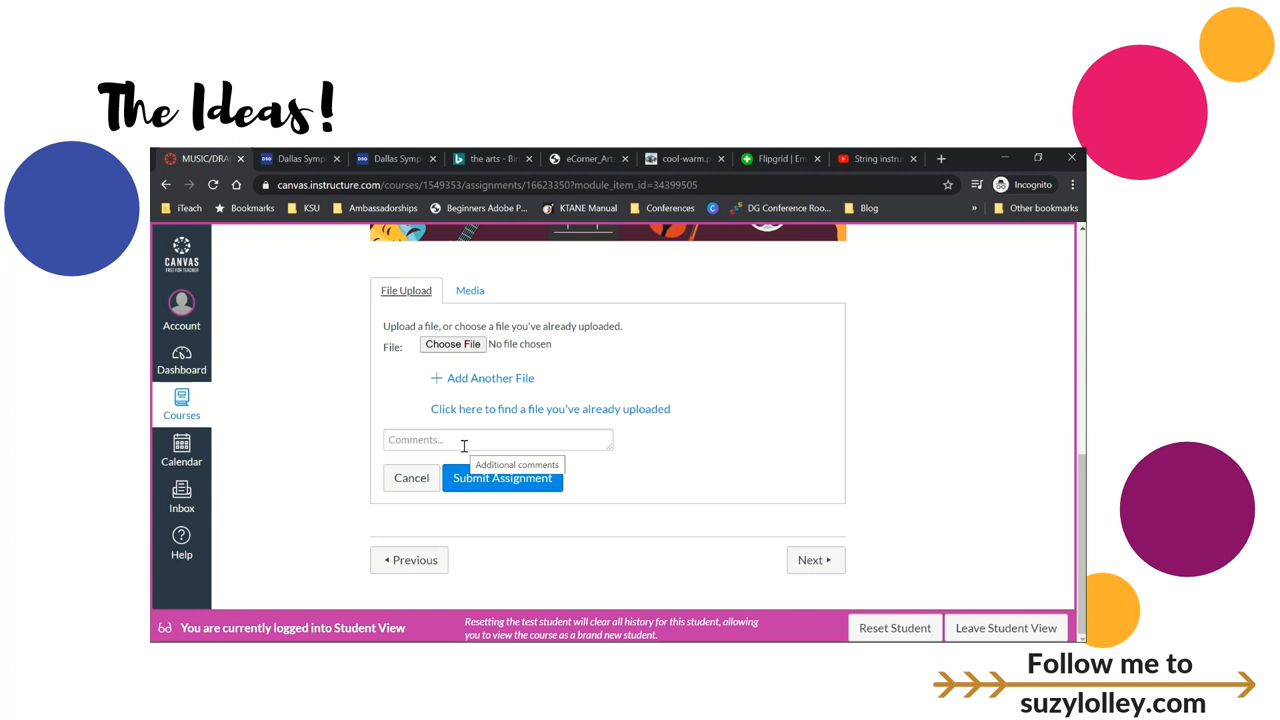 The Ideas!
MUSIC/DRA
Dallas Symp
Dallas Symp
the arts - Bin
eCorner_Arts
cool-warm.p
Flipgrid | Em
String instru
canvas.instructure.com/courses/1549353/assignments/16623350?module_item_id=34399505
Incognito
iTeach
Bookmarks
KSU
Ambassadorships
Beginners Adobe P...
KTANE Manual
Conferences
DG Conference Roo...
Blog
»
Other bookmarks
CANVAS
FREE FOR TEACHER
Account
Dashboard
Courses
Calendar
Inbox
Help
File Upload
Media
Upload a file, or choose a file you've already uploaded.
File: Choose File No file chosen
+ Add Another File
Click here to find a file you've already uploaded
Comments...
Additional comments
Cancel
Submit Assignment
Previous
Next
You are currently logged into Student View
Resetting the test student will clear all history for this student, allowing
you to view the course as a brand new student.
Reset Student
Leave Student View
Follow me to
suzylolley.com